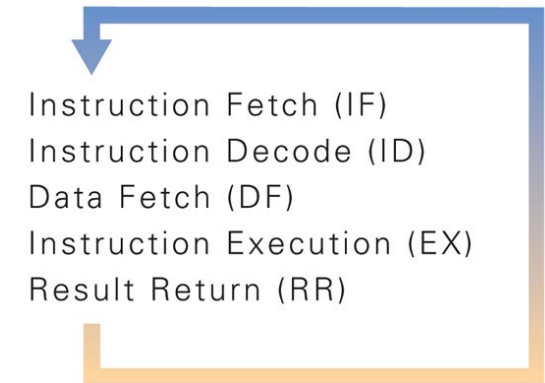 Instruction Fetch (IF)
Instruction Decode (ID)
Data Fetch (DF)
Instruction Execution (EX)
Result Return (RR)